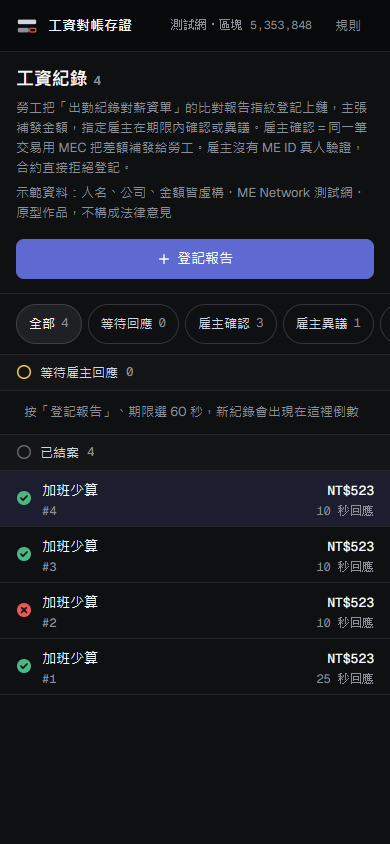 工資對帳存證
測試網・區塊 5,353,848
規則
工資紀錄 4
勞工把「出勤紀錄對薪資單」的比對報告指紋登記上鏈，主張
補發金額，指定雇主在期限內確認或異議。雇主確認＝同一筆
交易用 MEC 把差額補發給勞工。雇主沒有 ME ID 真人驗證，
合約直接拒絕登記。
示範資料：人名、公司、金額皆虛構・ME Network 測試網・
原型作品，不構成法律意見
+ 登記報告
全部 4
等待回應 0
雇主確認 3
雇主異議 1
等待雇主回應 0
按「登記報告」、期限選 60 秒，新紀錄會出現在這裡倒數
已結案 4
加班少算 NT$523
#4 10 秒回應
加班少算 NT$523
#3 10 秒回應
加班少算 NT$523
#2 10 秒回應
加班少算 NT$523
#1 25 秒回應